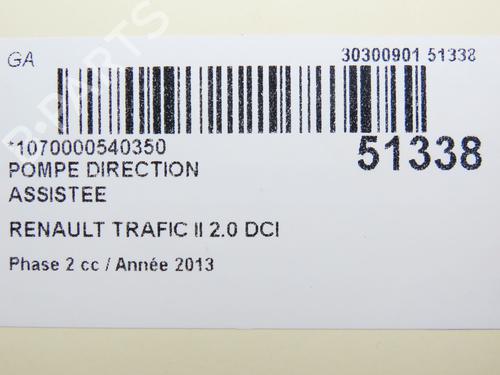 GA
30300901 51338
*1070000540350
51338
POMPE DIRECTION
ASSISTEE
RENAULT TRAFIC II 2.0 DCI
Phase 2 cc / Année 2013
B-PARTS